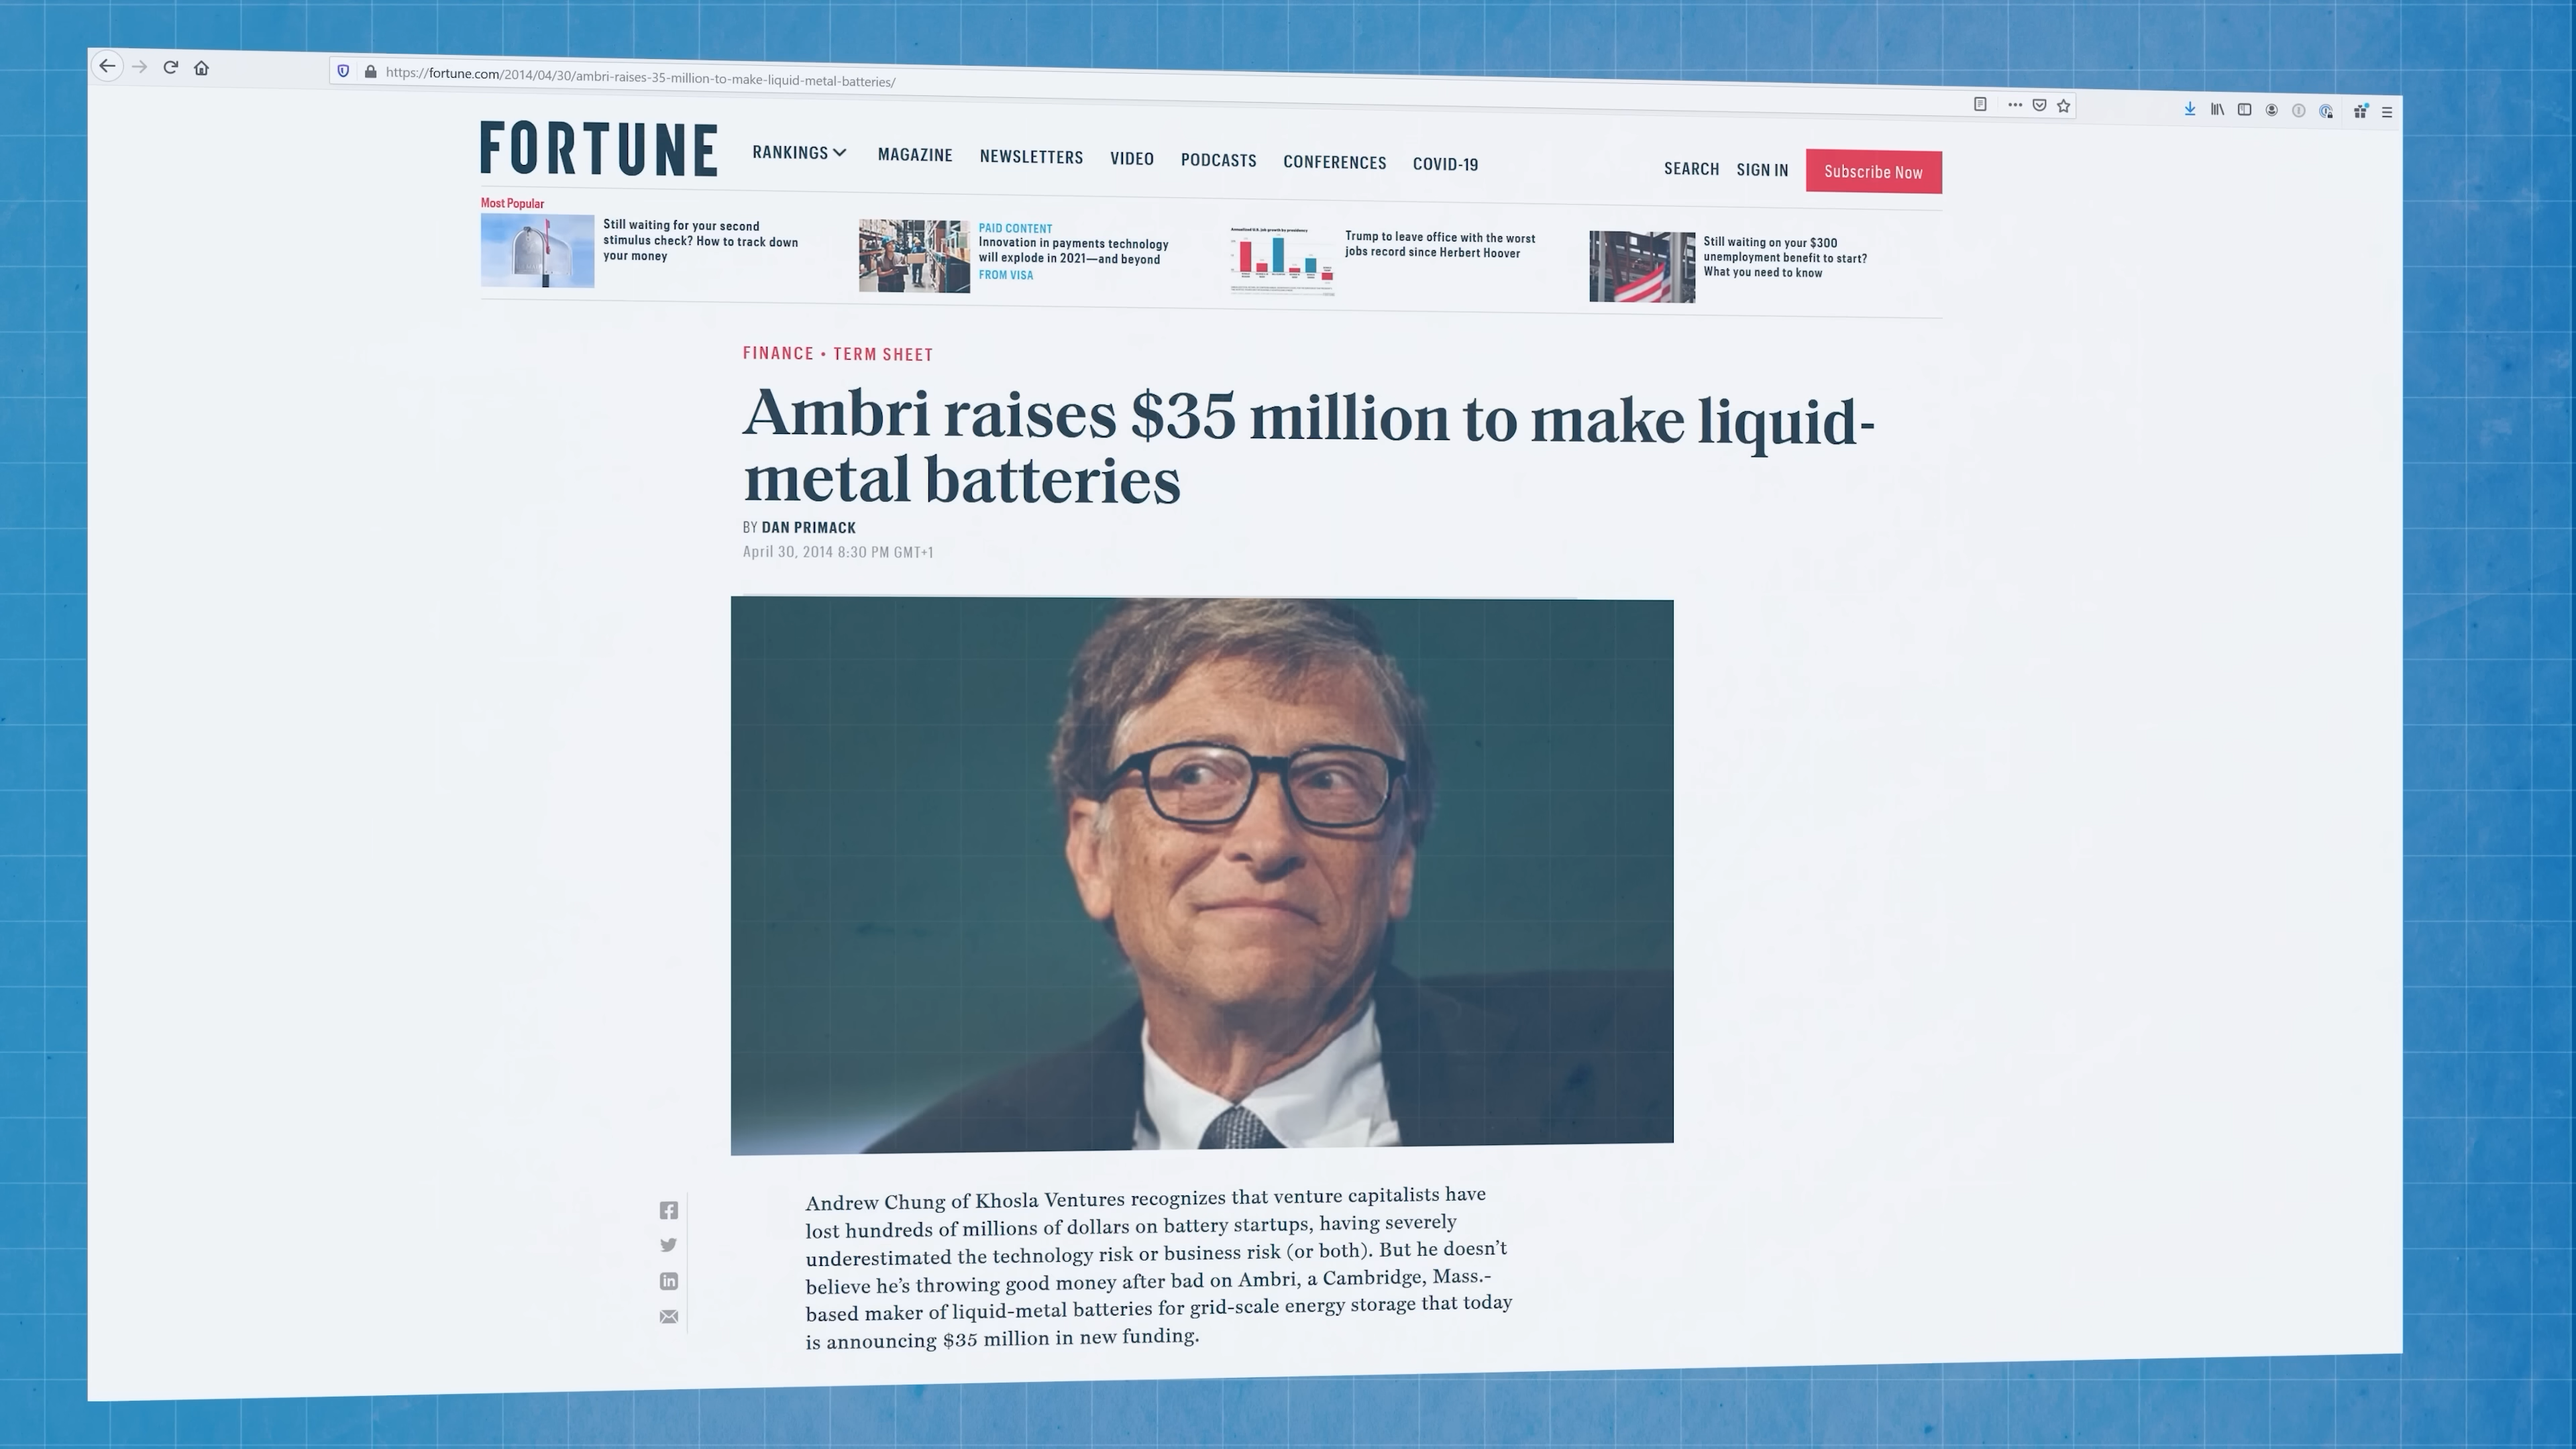 https://fortune.com/2014/04/30/ambri-raises-35-million-to-make-liquid-metal-batteries/
FORTUNE
RANKINGS
MAGAZINE
NEWSLETTERS
VIDEO
PODCASTS
CONFERENCES
COVID-19
SEARCH
SIGN IN
Subscribe Now
Most Popular
Still waiting for your second
stimulus check? How to track down
your money
PAID CONTENT
Innovation in payments technology
will explode in 2021—and beyond
FROM VISA
Trump to leave office with the worst
jobs record since Herbert Hoover
Still waiting on your $300
unemployment benefit to start?
What you need to know
FINANCE • TERM SHEET
Ambri raises $35 million to make liquid-
metal batteries
BY DAN PRIMACK
April 30, 2014 8:30 PM GMT+1
Andrew Chung of Khosla Ventures recognizes that venture capitalists have
lost hundreds of millions of dollars on battery startups, having severely
underestimated the technology risk or business risk (or both). But he doesn’t
believe he’s throwing good money after bad on Ambri, a Cambridge, Mass.-
based maker of liquid-metal batteries for grid-scale energy storage that today
is announcing $35 million in new funding.